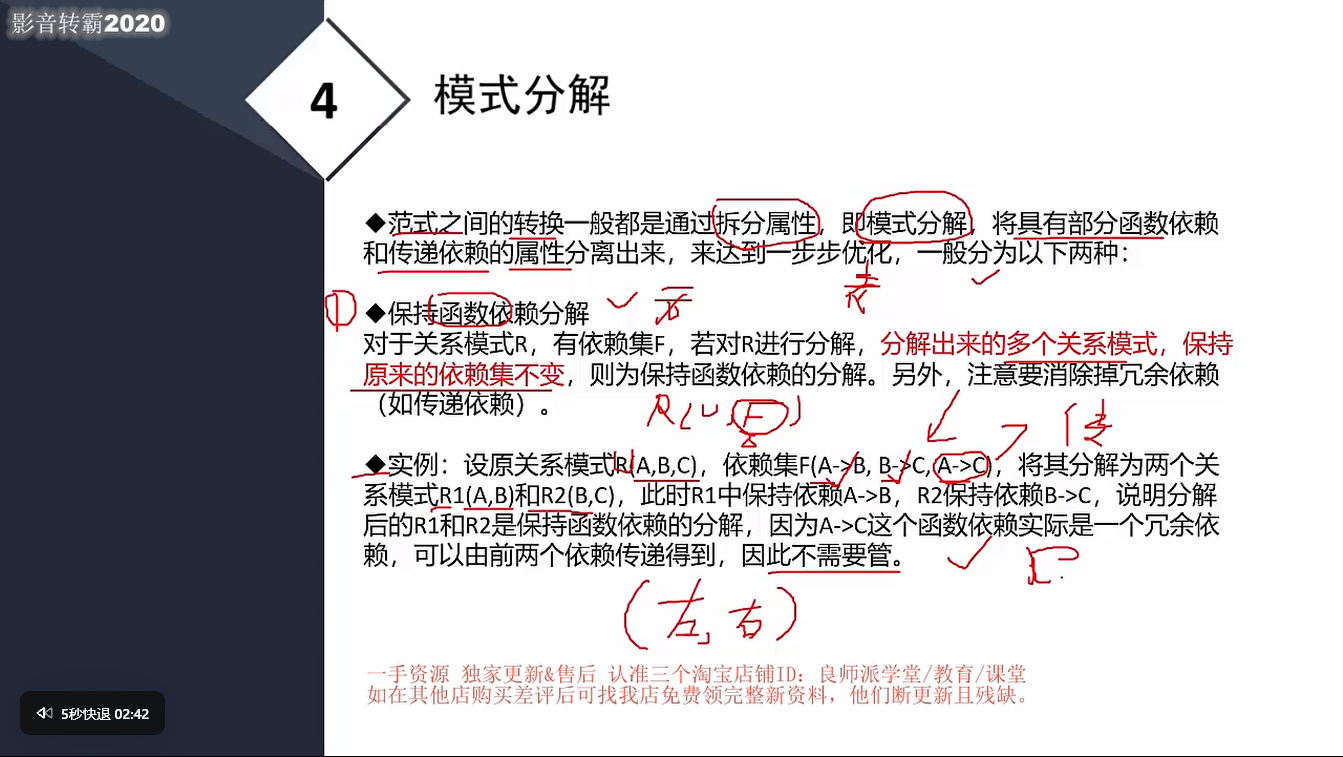 影音转霸2020
4
模式分解
◆范式之间的转换一般都是通过拆分属性，即模式分解，将具有部分函数依赖
和传递依赖的属性分离出来，来达到一步步优化，一般分为以下两种：
◆保持函数依赖分解
对于关系模式R，有依赖集F，若对R进行分解，分解出来的多个关系模式，保持
原来的依赖集不变，则为保持函数依赖的分解。另外，注意要消除掉冗余依赖
（如传递依赖）。
R(U,F)
传
◆实例：设原关系模式R(A,B,C)，依赖集F(A->B, B->C, A->C)，将其分解为两个关
系模式R1(A,B)和R2(B,C)，此时R1中保持依赖A->B，R2保持依赖B->C，说明分解
后的R1和R2是保持函数依赖的分解，因为A->C这个函数依赖实际是一个冗余依
赖，可以由前两个依赖传递得到，因此不需要管。
(左,右)
一手资源 独家更新&售后 认准三个淘宝店铺ID：良师派学堂/教育/课堂
如在其他店购买差评后可找我店免费领完整新资料，他们断更新且残缺。
5秒快退 02:42